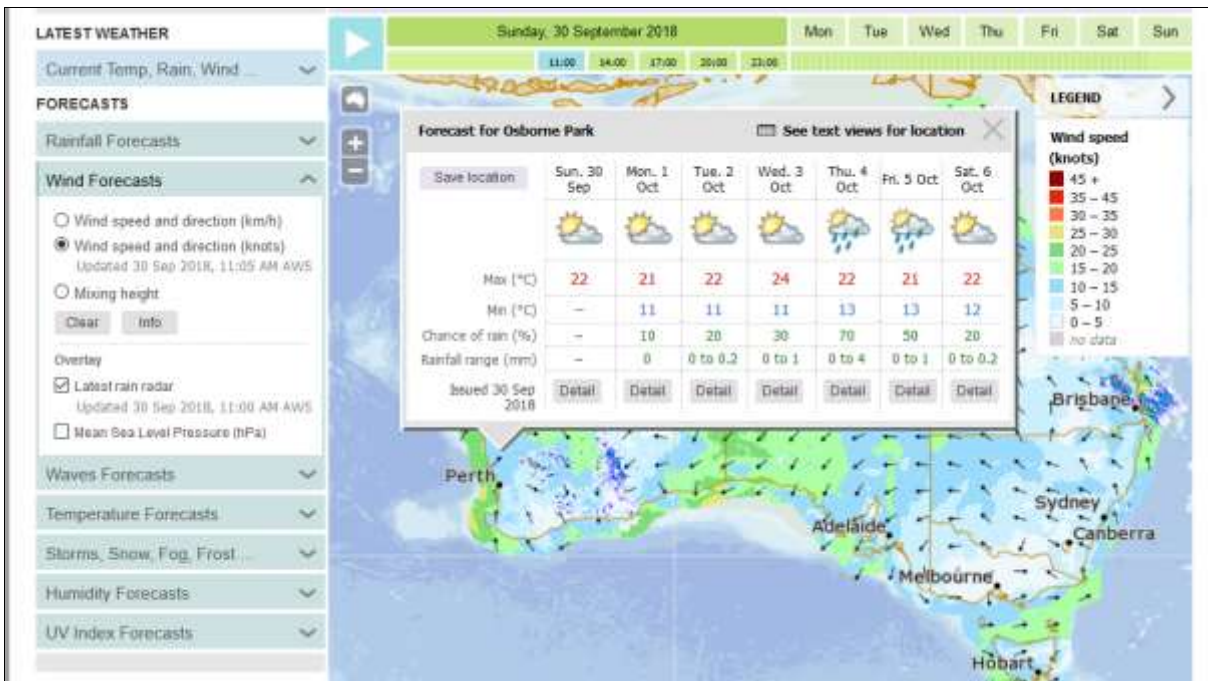 LATEST WEATHER
Current Temp, Rain, Wind ...
FORECASTS
Rainfall Forecasts
Wind Forecasts
Wind speed and direction (km/h)
Wind speed and direction (knots)
Updated 30 Sep 2018, 11:05 AM AWS
Mixing height
Clear Info
Overlay
Latest rain radar
Updated 30 Sep 2018, 11:00 AM AWS
Mean Sea Level Pressure (hPa)
Waves Forecasts
Temperature Forecasts
Storms, Snow, Fog, Frost ...
Humidity Forecasts
UV Index Forecasts
Sunday, 30 September 2018 Mon Tue Wed Thu Fri Sat Sun
11:00 14:00 17:00 20:00 23:00
Forecast for Osborne Park See text views for location
Save location Sun. 30 Sep Mon. 1 Oct Tue. 2 Oct Wed. 3 Oct Thu. 4 Oct Fri. 5 Oct Sat. 6 Oct
Max (°C) 22 21 22 24 22 21 22
Min (°C) – 11 11 11 13 13 12
Chance of rain (%) – 10 20 30 70 50 20
Rainfall range (mm) – 0 0 to 0.2 0 to 1 0 to 4 0 to 1 0 to 0.2
Issued 30 Sep 2018 Detail Detail Detail Detail Detail Detail Detail
LEGEND
Wind speed
(knots)
45 +
35 – 45
30 – 35
25 – 30
20 – 25
15 – 20
10 – 15
5 – 10
0 – 5
no data
Brisbane
Perth
Sydney
Adelaide
Canberra
Melbourne
Hobart